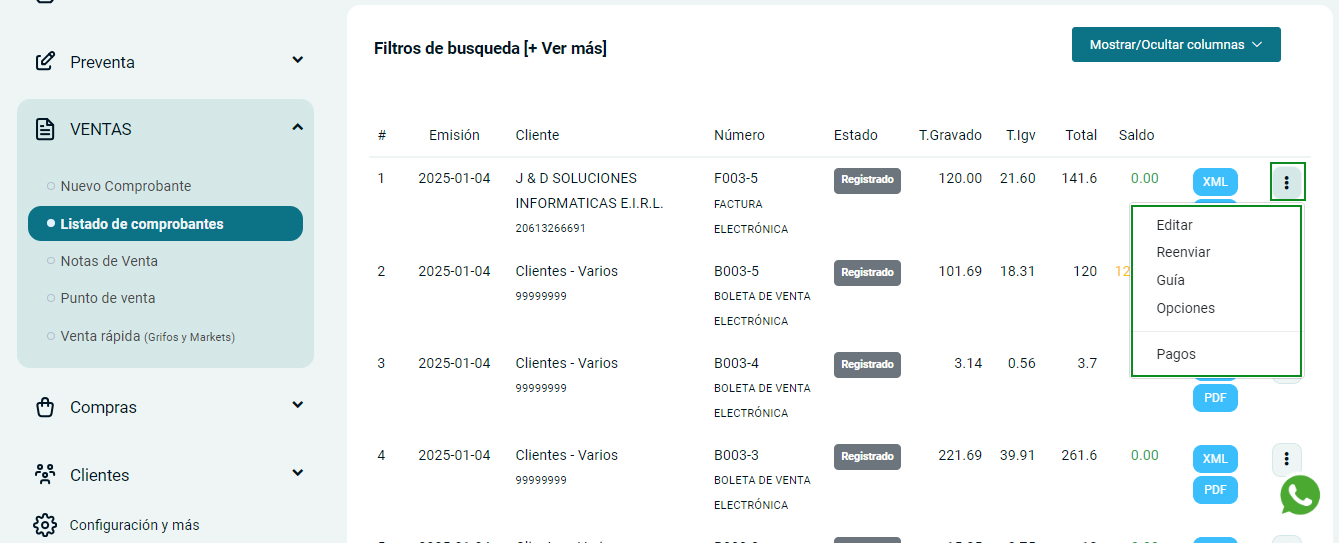 Preventa
VENTAS
Nuevo Comprobante
Listado de comprobantes
Notas de Venta
Punto de venta
Venta rápida (Grifos y Markets)
Compras
Clientes
Configuración y más
Filtros de busqueda [+ Ver más]
Mostrar/Ocultar columnas
# Emisión Cliente Número Estado T.Gravado T.Igv Total Saldo
1 2025-01-04 J & D SOLUCIONES F003-5 Registrado 120.00 21.60 141.6 0.00 XML
INFORMATICAS E.I.R.L. FACTURA
20613266691 ELECTRÓNICA
Editar
Reenviar
Guía
Opciones
Pagos
2 2025-01-04 Clientes - Varios B003-5 Registrado 101.69 18.31 120
99999999 BOLETA DE VENTA
ELECTRÓNICA
3 2025-01-04 Clientes - Varios B003-4 Registrado 3.14 0.56 3.7
99999999 BOLETA DE VENTA PDF
ELECTRÓNICA
4 2025-01-04 Clientes - Varios B003-3 Registrado 221.69 39.91 261.6 0.00 XML
99999999 BOLETA DE VENTA PDF
ELECTRÓNICA